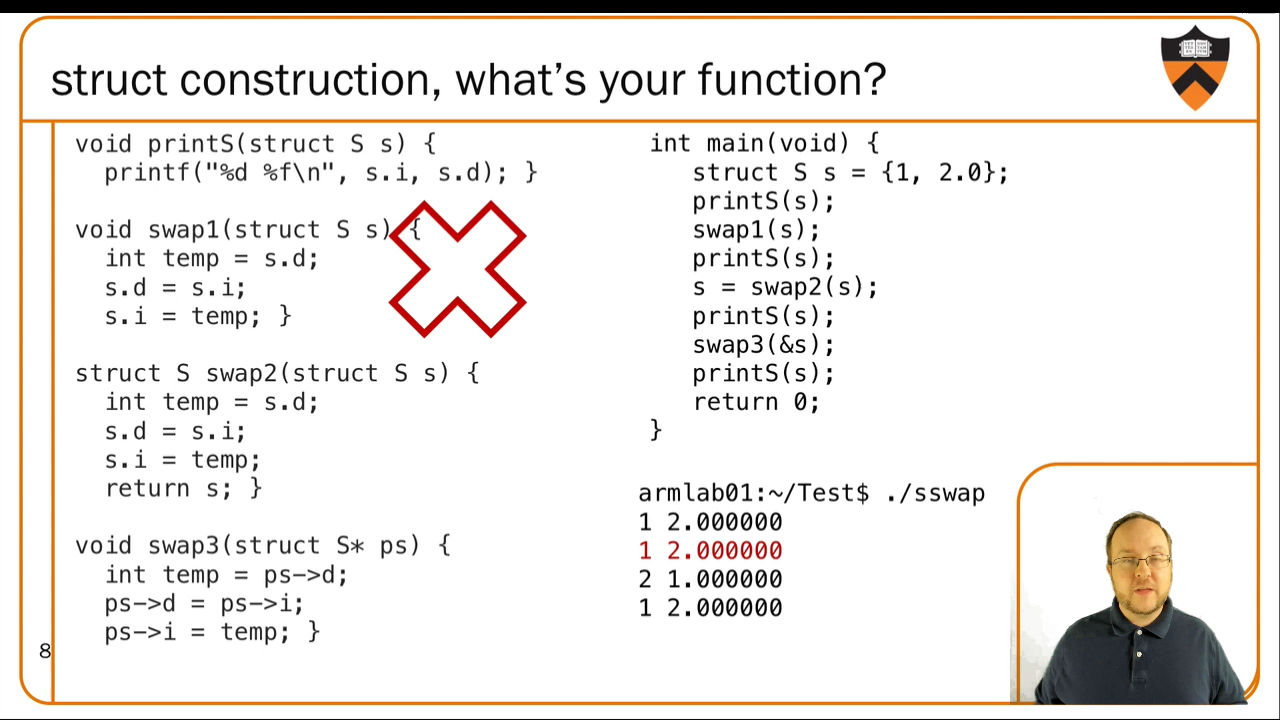 struct construction, what's your function?
void printS(struct S s) {
  printf("%d %f\n", s.i, s.d); }
void swap1(struct S s) {
  int temp = s.d;
  s.d = s.i;
  s.i = temp; }
struct S swap2(struct S s) {
  int temp = s.d;
  s.d = s.i;
  s.i = temp;
  return s; }
void swap3(struct S* ps) {
  int temp = ps->d;
  ps->d = ps->i;
  ps->i = temp; }
int main(void) {
   struct S s = {1, 2.0};
   printS(s);
   swap1(s);
   printS(s);
   s = swap2(s);
   printS(s);
   swap3(&s);
   printS(s);
   return 0;
}
armlab01:~/Test$ ./sswap
1 2.000000
1 2.000000
2 1.000000
1 2.000000
8